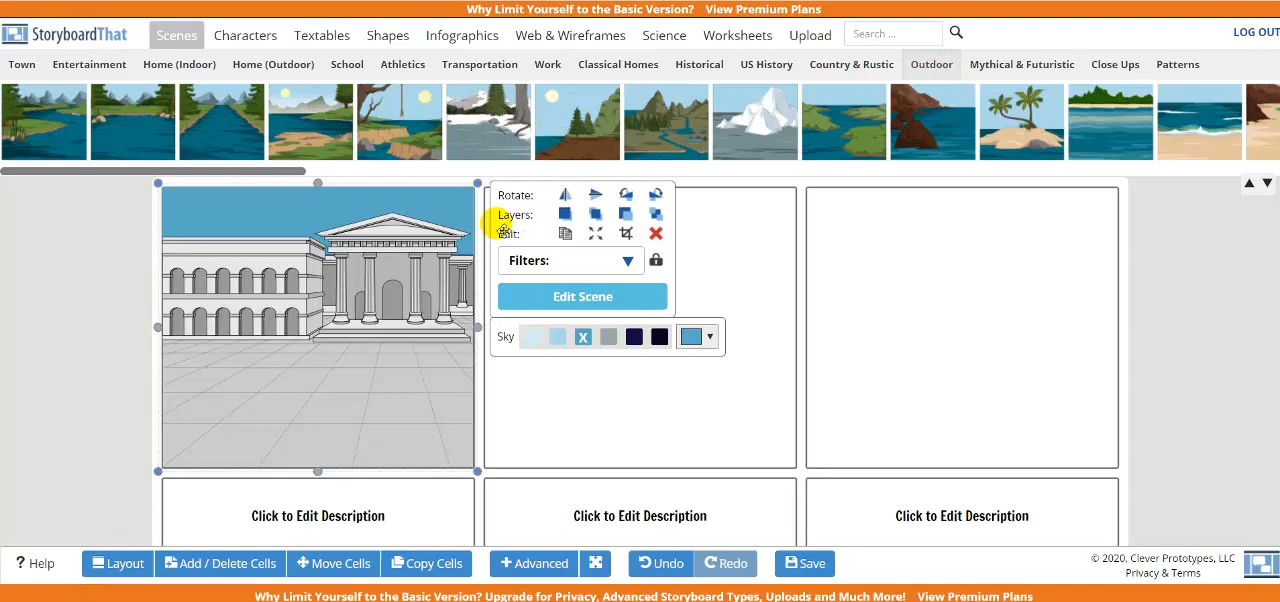 Why Limit Yourself to the Basic Version? View Premium Plans
StoryboardThat
Scenes Characters Textables Shapes Infographics Web & Wireframes Science Worksheets Upload Search ... LOG OUT
Town Entertainment Home (Indoor) Home (Outdoor) School Athletics Transportation Work Classical Homes Historical US History Country & Rustic Outdoor Mythical & Futuristic Close Ups Patterns
Rotate:
Layers:
Edit:
Filters:
Edit Scene
Sky X
Click to Edit Description Click to Edit Description Click to Edit Description
? Help Layout Add / Delete Cells Move Cells Copy Cells + Advanced Undo Redo Save
© 2020, Clever Prototypes, LLC
Privacy & Terms
Why Limit Yourself to the Basic Version? Upgrade for Privacy, Advanced Storyboard Types, Uploads and Much More! View Premium Plans